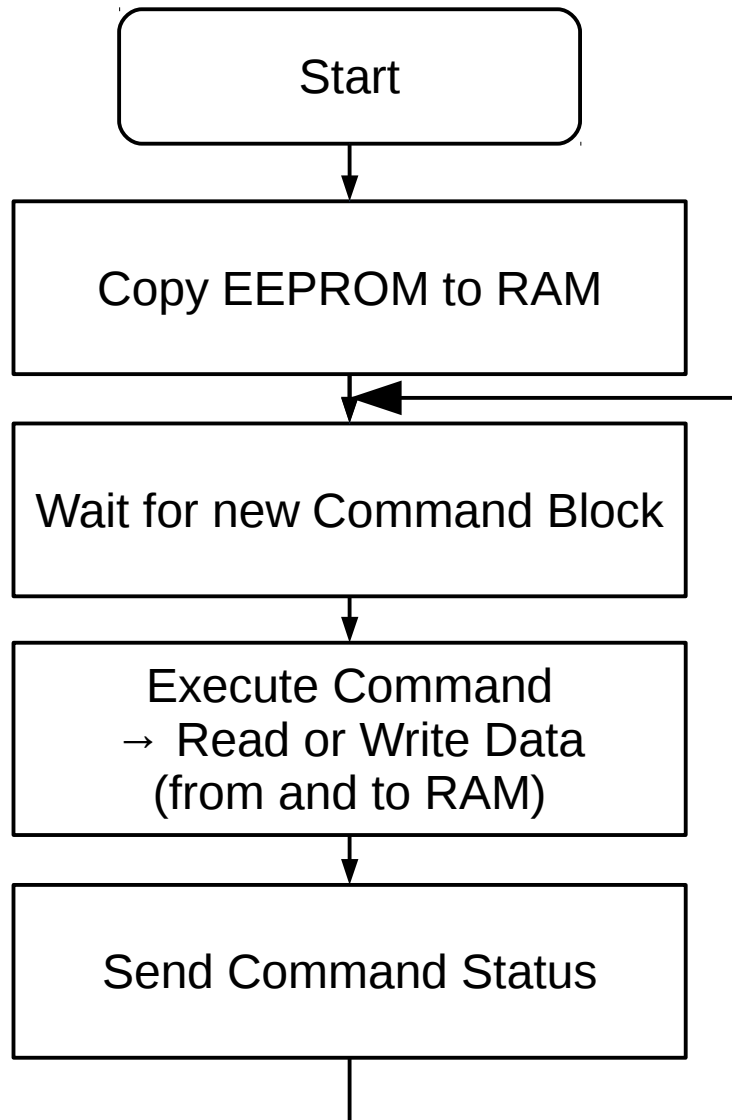 Start
Copy EEPROM to RAM
Wait for new Command Block
Execute Command
→ Read or Write Data
(from and to RAM)
Send Command Status